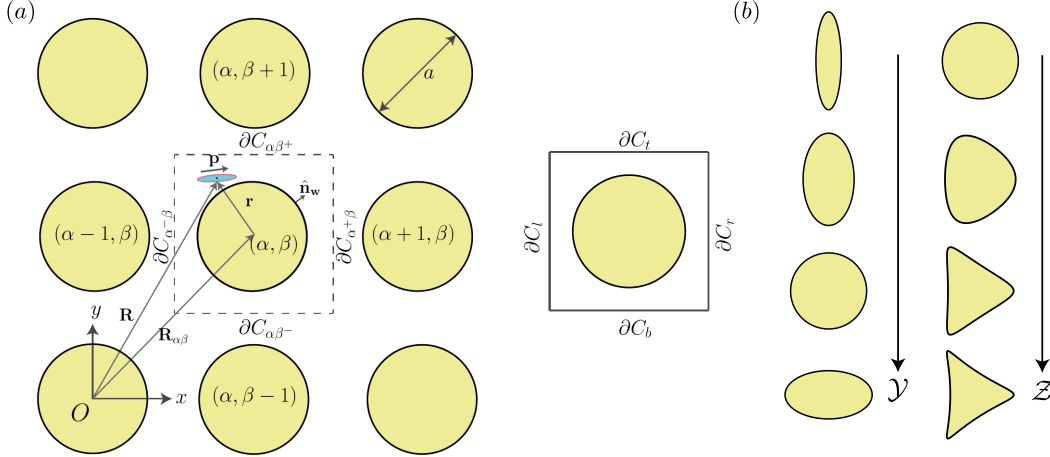 (a)
(α, β + 1)
a
∂C_{αβ⁺}
p
n̂_w
r
(α − 1, β)
∂C_{α⁻β}
(α, β)
∂C_{α⁺β}
(α + 1, β)
R
R_{αβ}
∂C_{αβ⁻}
y
x
O
(α, β − 1)
∂C_t
∂C_l
∂C_r
∂C_b
(b)
𝒴
𝒵